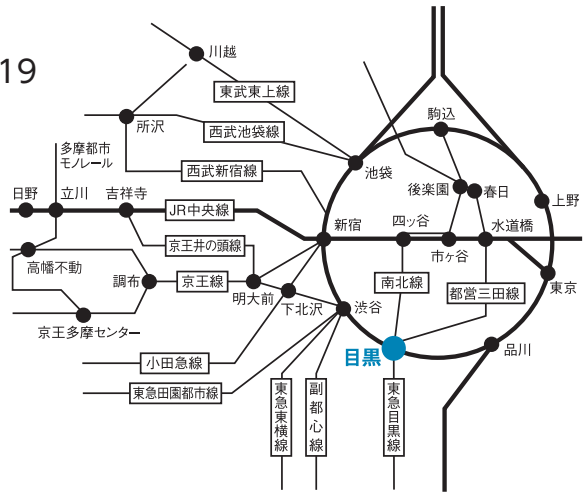 19
川越
東武東上線
所沢
西武池袋線
駒込
多摩都市
モノレール
西武新宿線
池袋
後楽園
春日
上野
日野
立川
吉祥寺
JR中央線
新宿
四ッ谷
水道橋
京王井の頭線
市ヶ谷
高幡不動
調布
京王線
明大前
下北沢
渋谷
南北線
都営三田線
東京
京王多摩センター
目黒
品川
小田急線
東急田園都市線
東急東横線
副都心線
東急目黒線